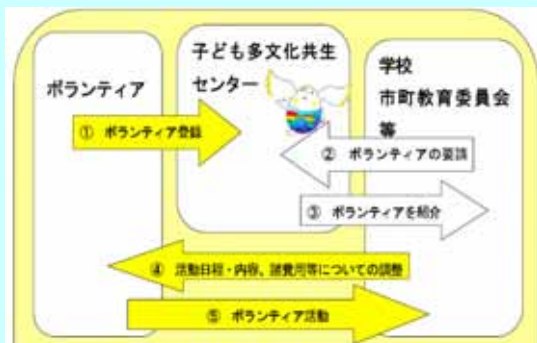 ボランティア
子ども多文化共生
センター
学校
市町教育委員会
等
① ボランティア登録
② ボランティアの要請
③ ボランティアを紹介
④ 活動日程・内容、諸費用等についての調整
⑤ ボランティア活動